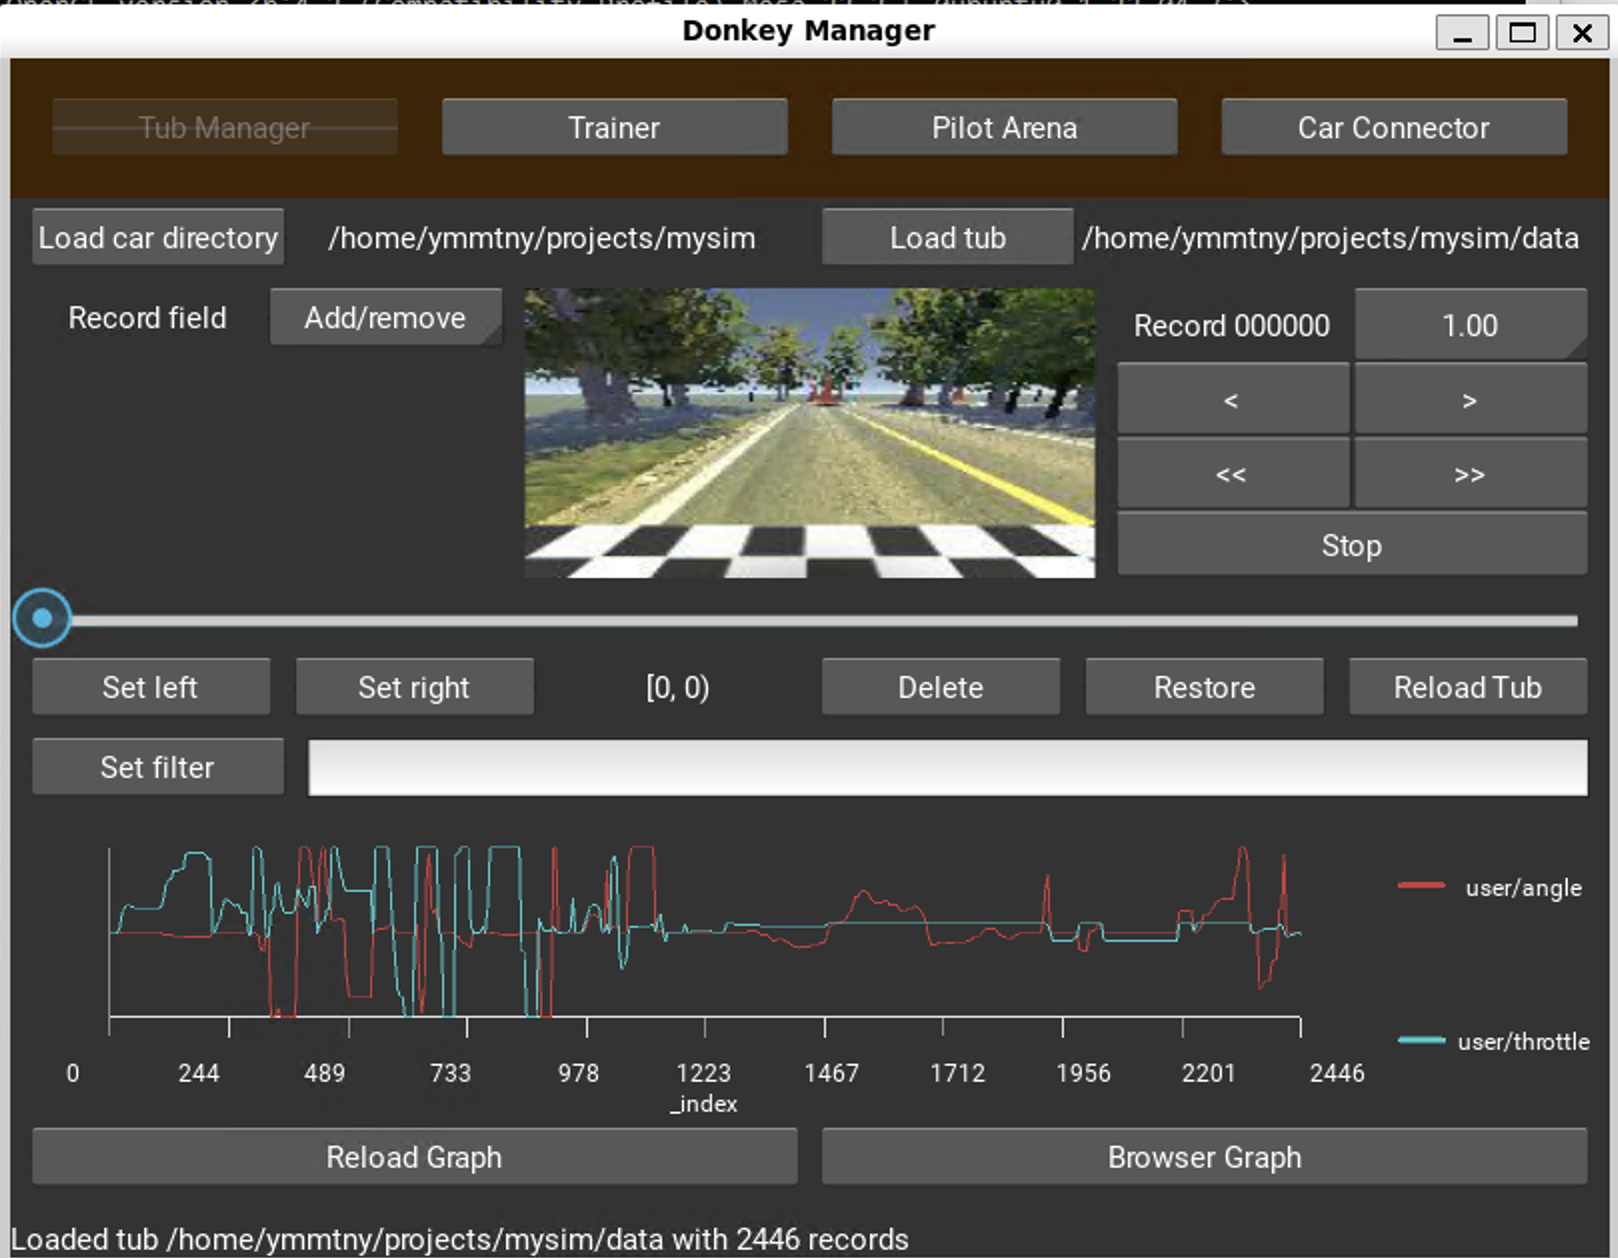 Donkey Manager
Tub Manager Trainer Pilot Arena Car Connector
Load car directory /home/ymmtny/projects/mysim Load tub /home/ymmtny/projects/mysim/data
Record field Add/remove Record 000000 1.00
< >
<< >>
Stop
Set left Set right [0, 0) Delete Restore Reload Tub
Set filter
user/angle
user/throttle
0 244 489 733 978 1223 1467 1712 1956 2201 2446
_index
Reload Graph Browser Graph
Loaded tub /home/ymmtny/projects/mysim/data with 2446 records